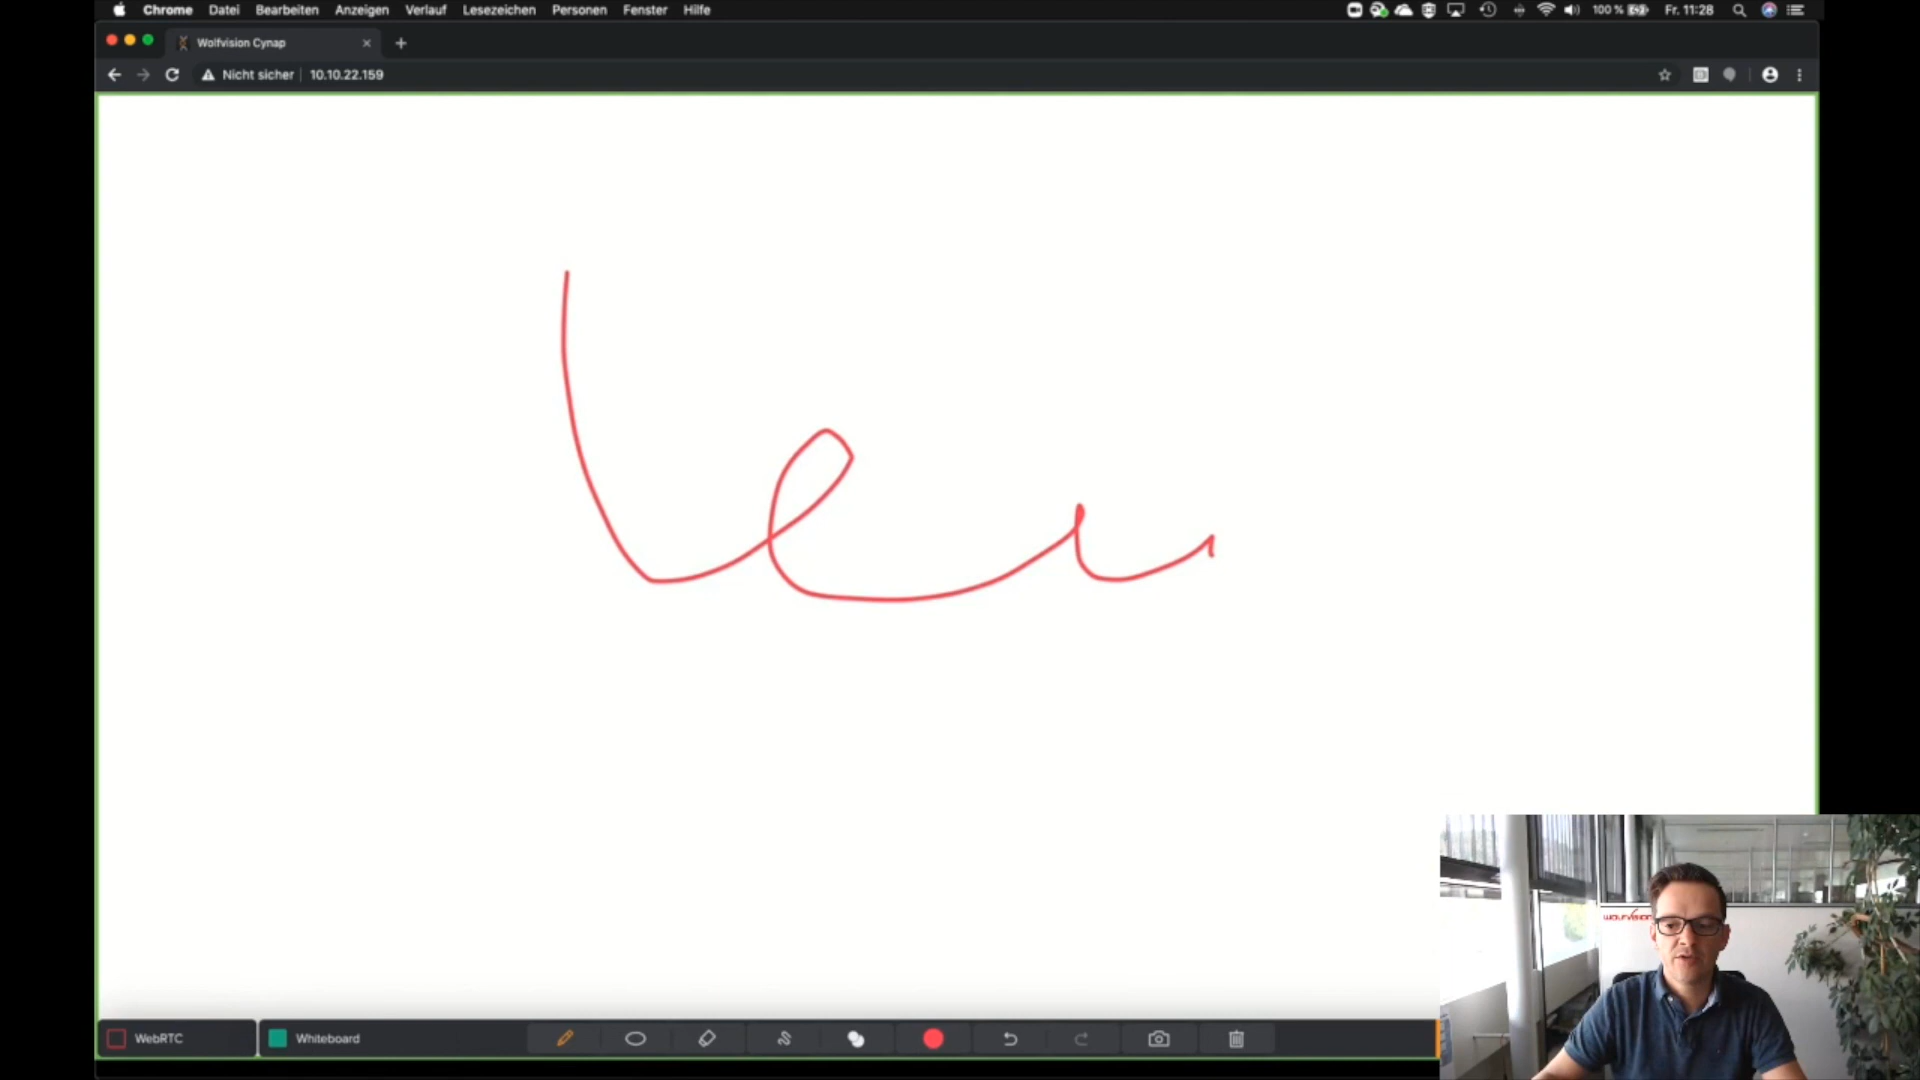 Chrome Datei Bearbeiten Anzeigen Verlauf Lesezeichen Personen Fenster Hilfe 100 % Fr. 11:28
Wolfvision Cynap
Nicht sicher 10.10.22.159
WOLFVISION
WebRTC Whiteboard